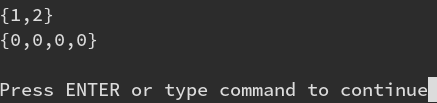 {1,2}
{0,0,0,0}
Press ENTER or type command to continue